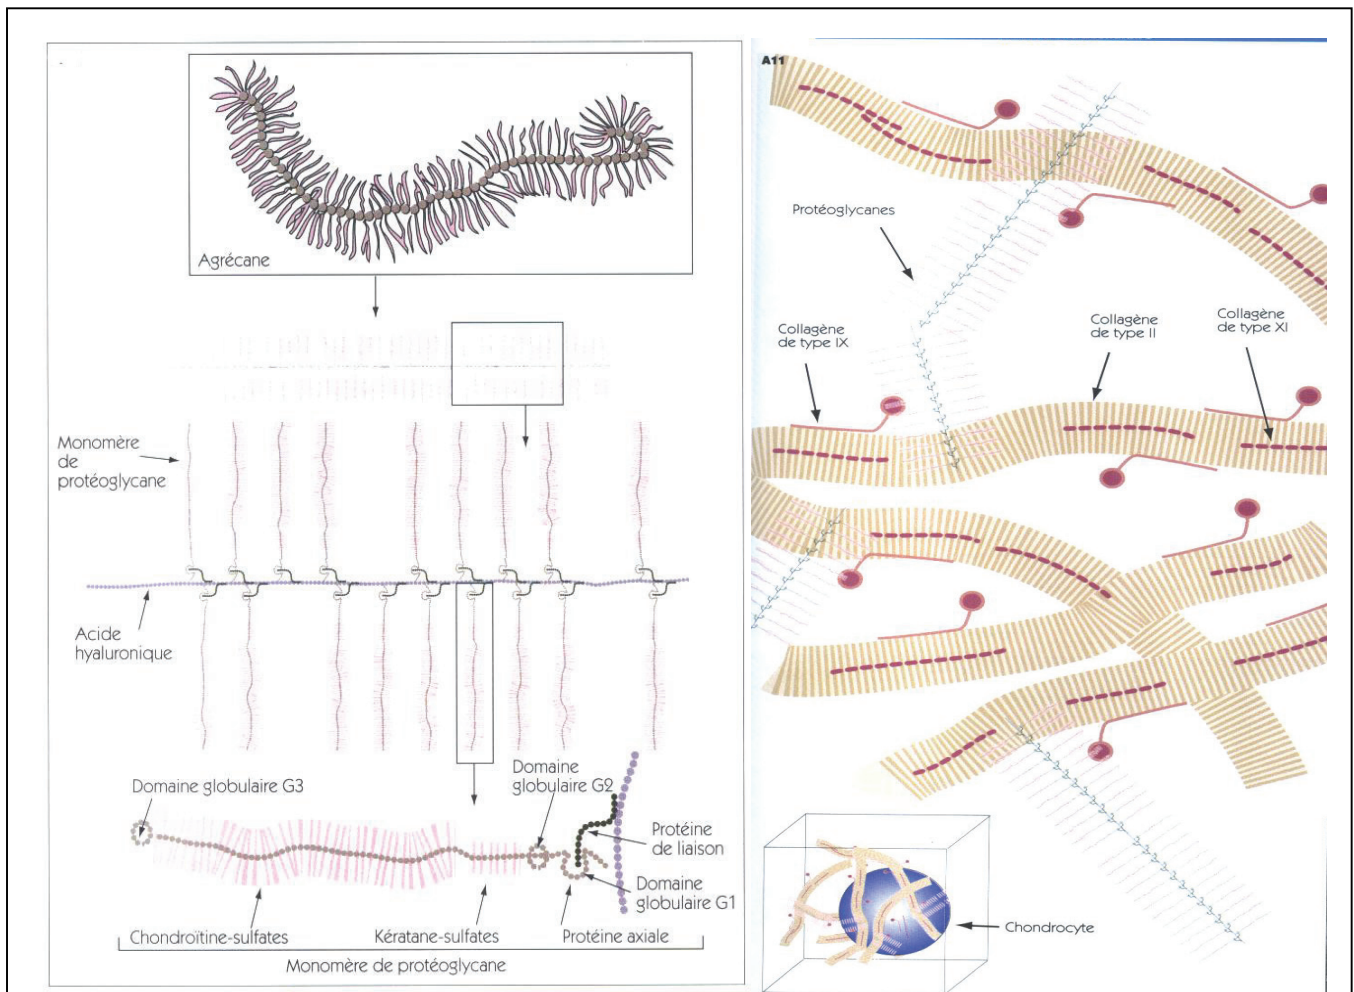 Agrécane
Monomère
de
protéoglycane
Acide
hyaluronique
Domaine globulaire G3
Domaine
globulaire G2
Protéine
de liaison
Domaine
globulaire G1
Chondroïtine-sulfates
Kératane-sulfates
Protéine axiale
Monomère de protéoglycane
A11
Protéoglycanes
Collagène
de type IX
Collagène
de type II
Collagène
de type XI
Chondrocyte